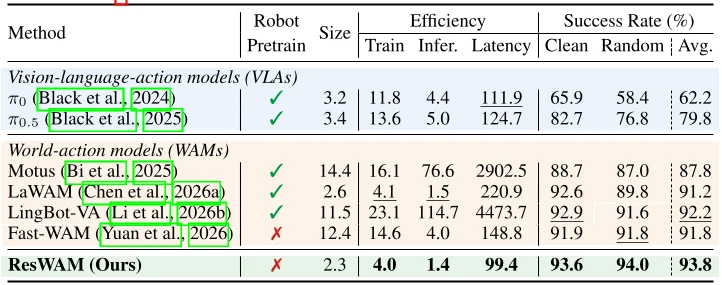 Method Robot Pretrain Size Efficiency Success Rate (%)
Train Infer. Latency Clean Random Avg.
Vision-language-action models (VLAs)
π0 (Black et al., 2024) ✓ 3.2 11.8 4.4 111.9 65.9 58.4 62.2
π0.5 (Black et al., 2025) ✓ 3.4 13.6 5.0 124.7 82.7 76.8 79.8
World-action models (WAMs)
Motus (Bi et al., 2025) ✓ 14.4 16.1 76.6 2902.5 88.7 87.0 87.8
LaWAM (Chen et al., 2026a) ✓ 2.6 4.1 1.5 220.9 92.6 89.8 91.2
LingBot-VA (Li et al., 2026b) ✓ 11.5 23.1 114.7 4473.7 92.9 91.6 92.2
Fast-WAM (Yuan et al., 2026) ✗ 12.4 14.6 4.0 148.8 91.9 91.8 91.8
ResWAM (Ours) ✗ 2.3 4.0 1.4 99.4 93.6 94.0 93.8